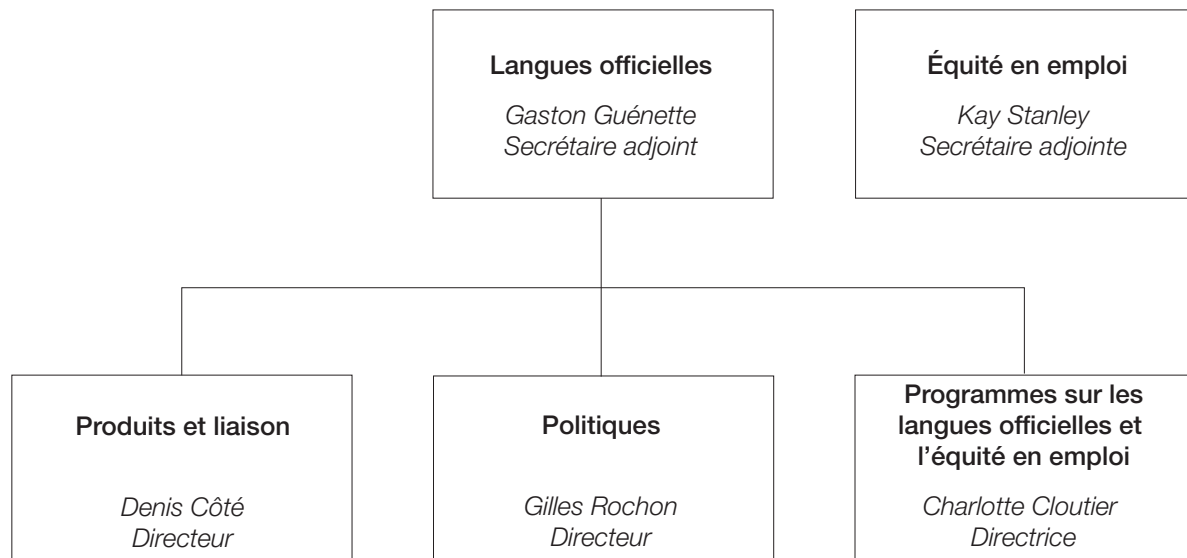 Langues officielles
Gaston Guénette
Secrétaire adjoint
Équité en emploi
Kay Stanley
Secrétaire adjointe
Produits et liaison
Denis Côté
Directeur
Politiques
Gilles Rochon
Directeur
Programmes sur les
langues officielles et
l’équité en emploi
Charlotte Cloutier
Directrice